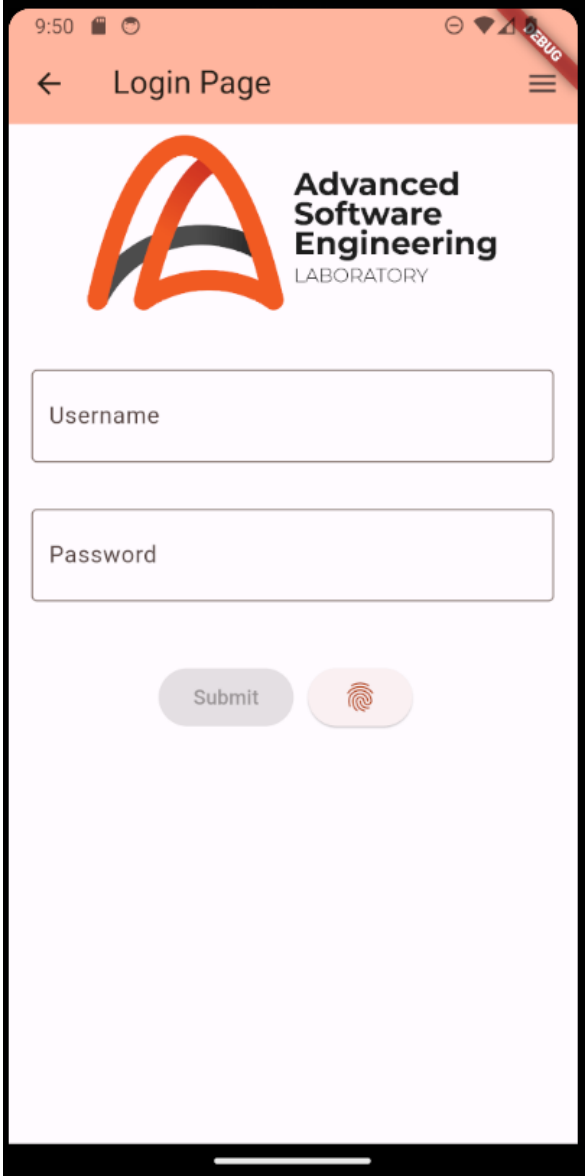 9:50
DEBUG
Login Page
Advanced
Software
Engineering
LABORATORY
Username
Password
Submit